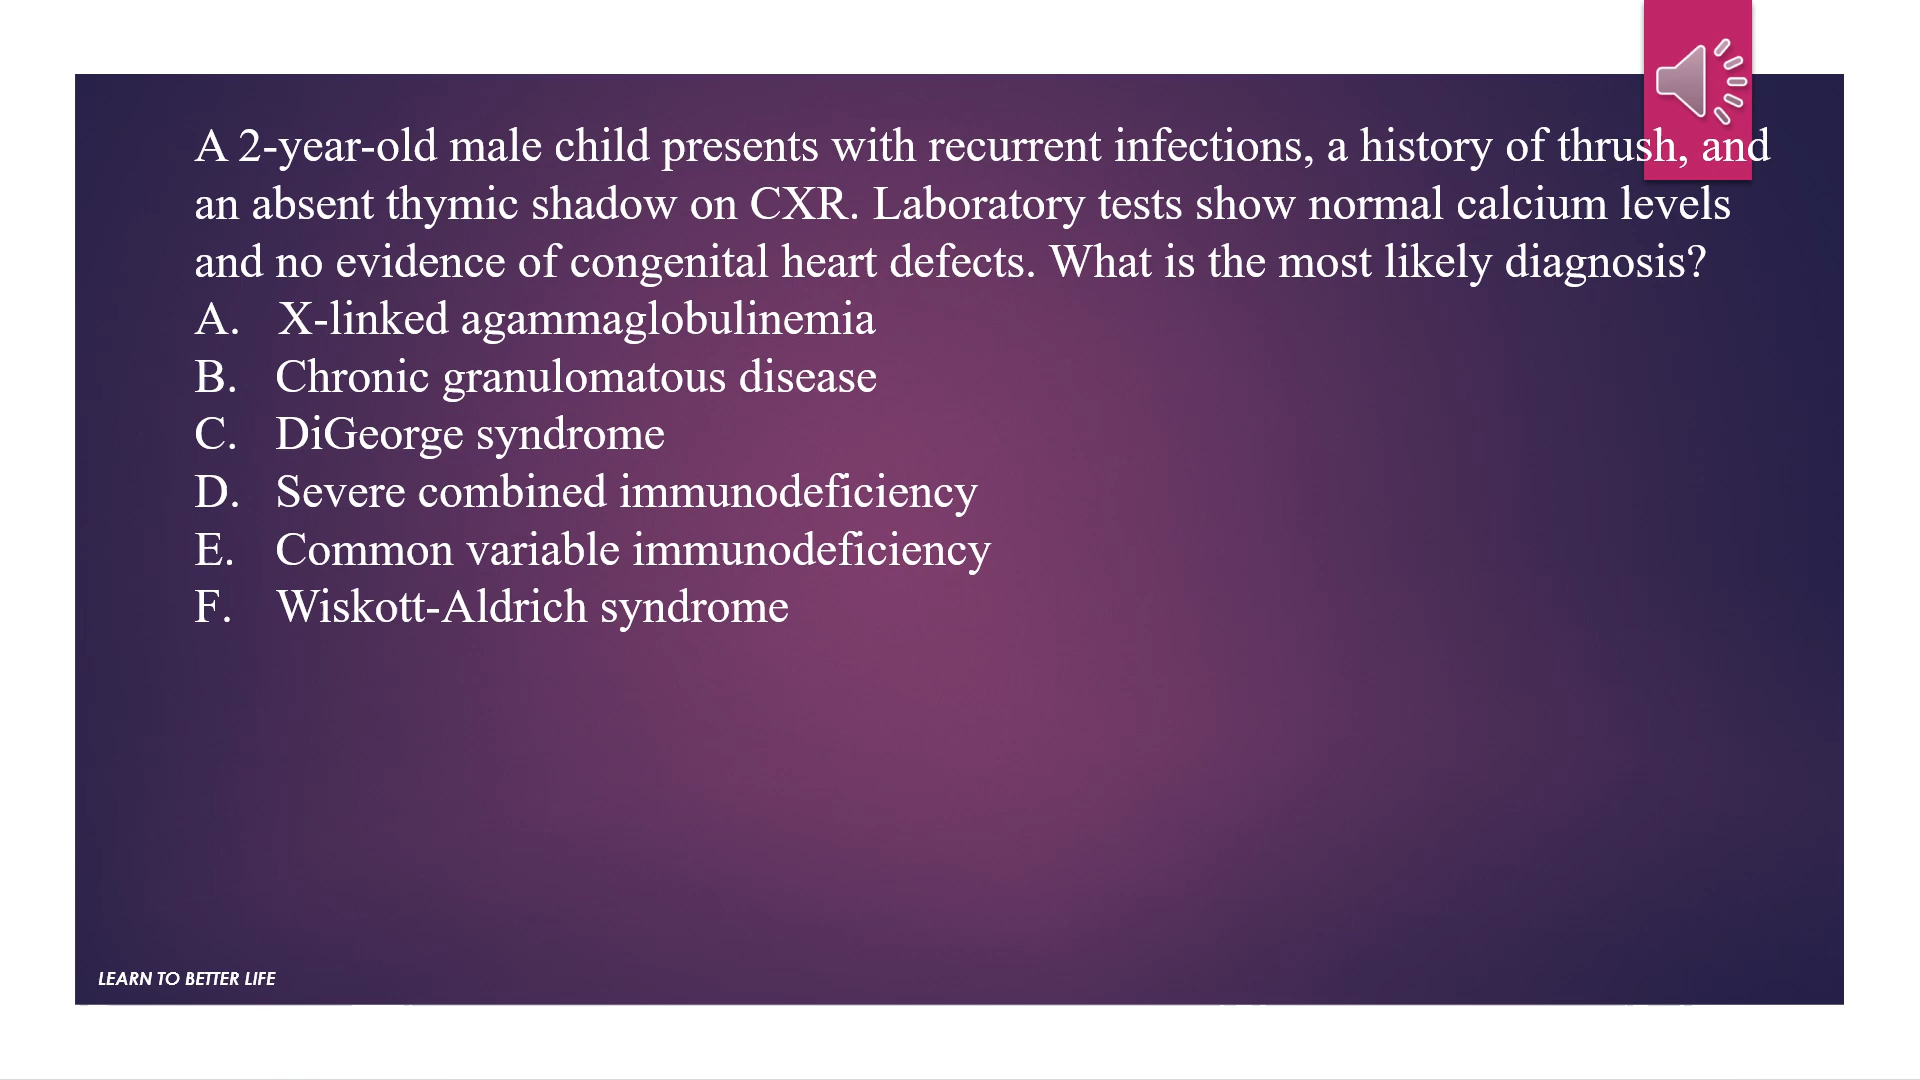 A 2-year-old male child presents with recurrent infections, a history of thrush, and
an absent thymic shadow on CXR. Laboratory tests show normal calcium levels
and no evidence of congenital heart defects. What is the most likely diagnosis?
A. X-linked agammaglobulinemia
B. Chronic granulomatous disease
C. DiGeorge syndrome
D. Severe combined immunodeficiency
E. Common variable immunodeficiency
F. Wiskott-Aldrich syndrome
LEARN TO BETTER LIFE